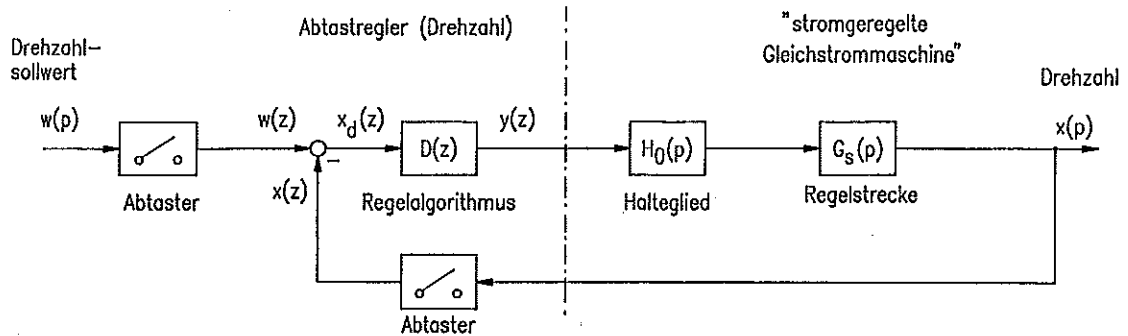 Abtastregler (Drehzahl)
"stromgeregelte
Gleichstrommaschine"
Drehzahl-
sollwert
Drehzahl
w(p)
w(z)
x_d(z)
y(z)
x(p)
D(z)
H_0(p)
G_s(p)
-
x(z)
Abtaster
Regelalgorithmus
Halteglied
Regelstrecke
Abtaster